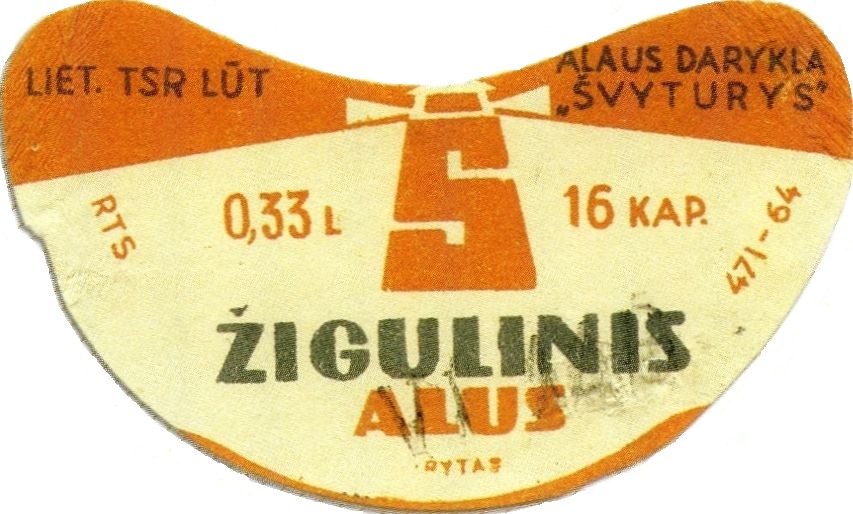 LIET. TSR LŪT
ALAUS DARYKLA
„ŠVYTURYS”
S
RTS
0,33 L
16 KAP.
471-64
ŽIGULINIS
ALUS
RYTAS